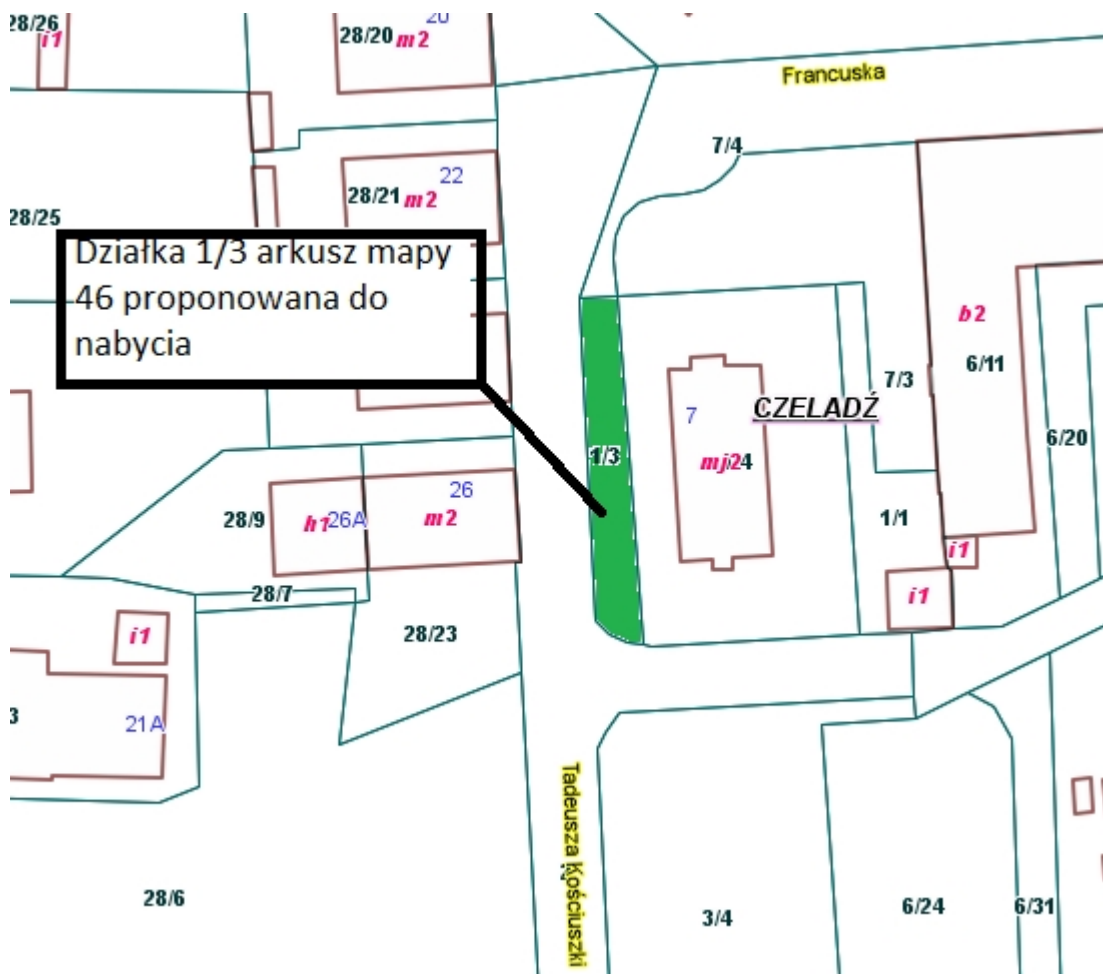 28/26
i1
28/20 m2
20
Francuska
7/4
22
28/21 m2
28/25
Działka 1/3 arkusz mapy
46 proponowana do
nabycia
b2
6/11
7/3
CZELADŹ
7
6/20
1/3
mj2
26
28/9
h1 26A
m2
1/1
i1
i1
28/7
i1
28/23
3
21A
Tadeusza Kościuszki
28/6
3/4
6/24
6/31